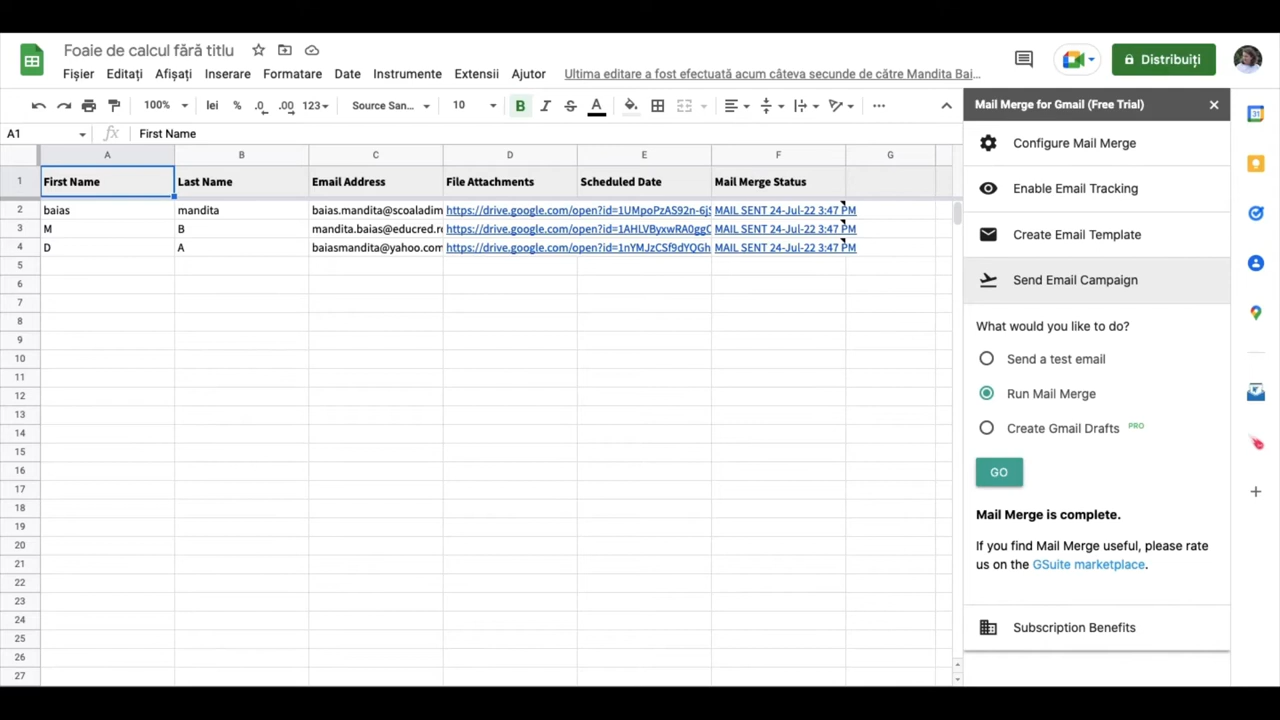 Foaie de calcul fără titlu
Fișier Editați Afișați Inserare Formatare Date Instrumente Extensii Ajutor Ultima editare a fost efectuată acum câteva secunde de către Mandita Bai…
Distribuiți
100% lei % .0 .00 123 Source San... 10 B I S A
A1 fx First Name
A B C D E F G
1 First Name Last Name Email Address File Attachments Scheduled Date Mail Merge Status
2 baias mandita baias.mandita@scoaladim https://drive.google.com/open?id=1UMpoPzAS92n-6jS MAIL SENT 24-Jul-22 3:47 PM
3 M B mandita.baias@educred.r https://drive.google.com/open?id=1AHLVByxwRA0gg MAIL SENT 24-Jul-22 3:47 PM
4 D A baiasmandita@yahoo.com https://drive.google.com/open?id=1nYMJzCSf9dYQGh MAIL SENT 24-Jul-22 3:47 PM
5
6
7
8
9
10
11
12
13
14
15
16
17
18
19
20
21
22
23
24
25
26
27
Mail Merge for Gmail (Free Trial)
Configure Mail Merge
Enable Email Tracking
Create Email Template
Send Email Campaign
What would you like to do?
Send a test email
Run Mail Merge
Create Gmail Drafts PRO
GO
Mail Merge is complete.
If you find Mail Merge useful, please rate
us on the GSuite marketplace.
Subscription Benefits
31